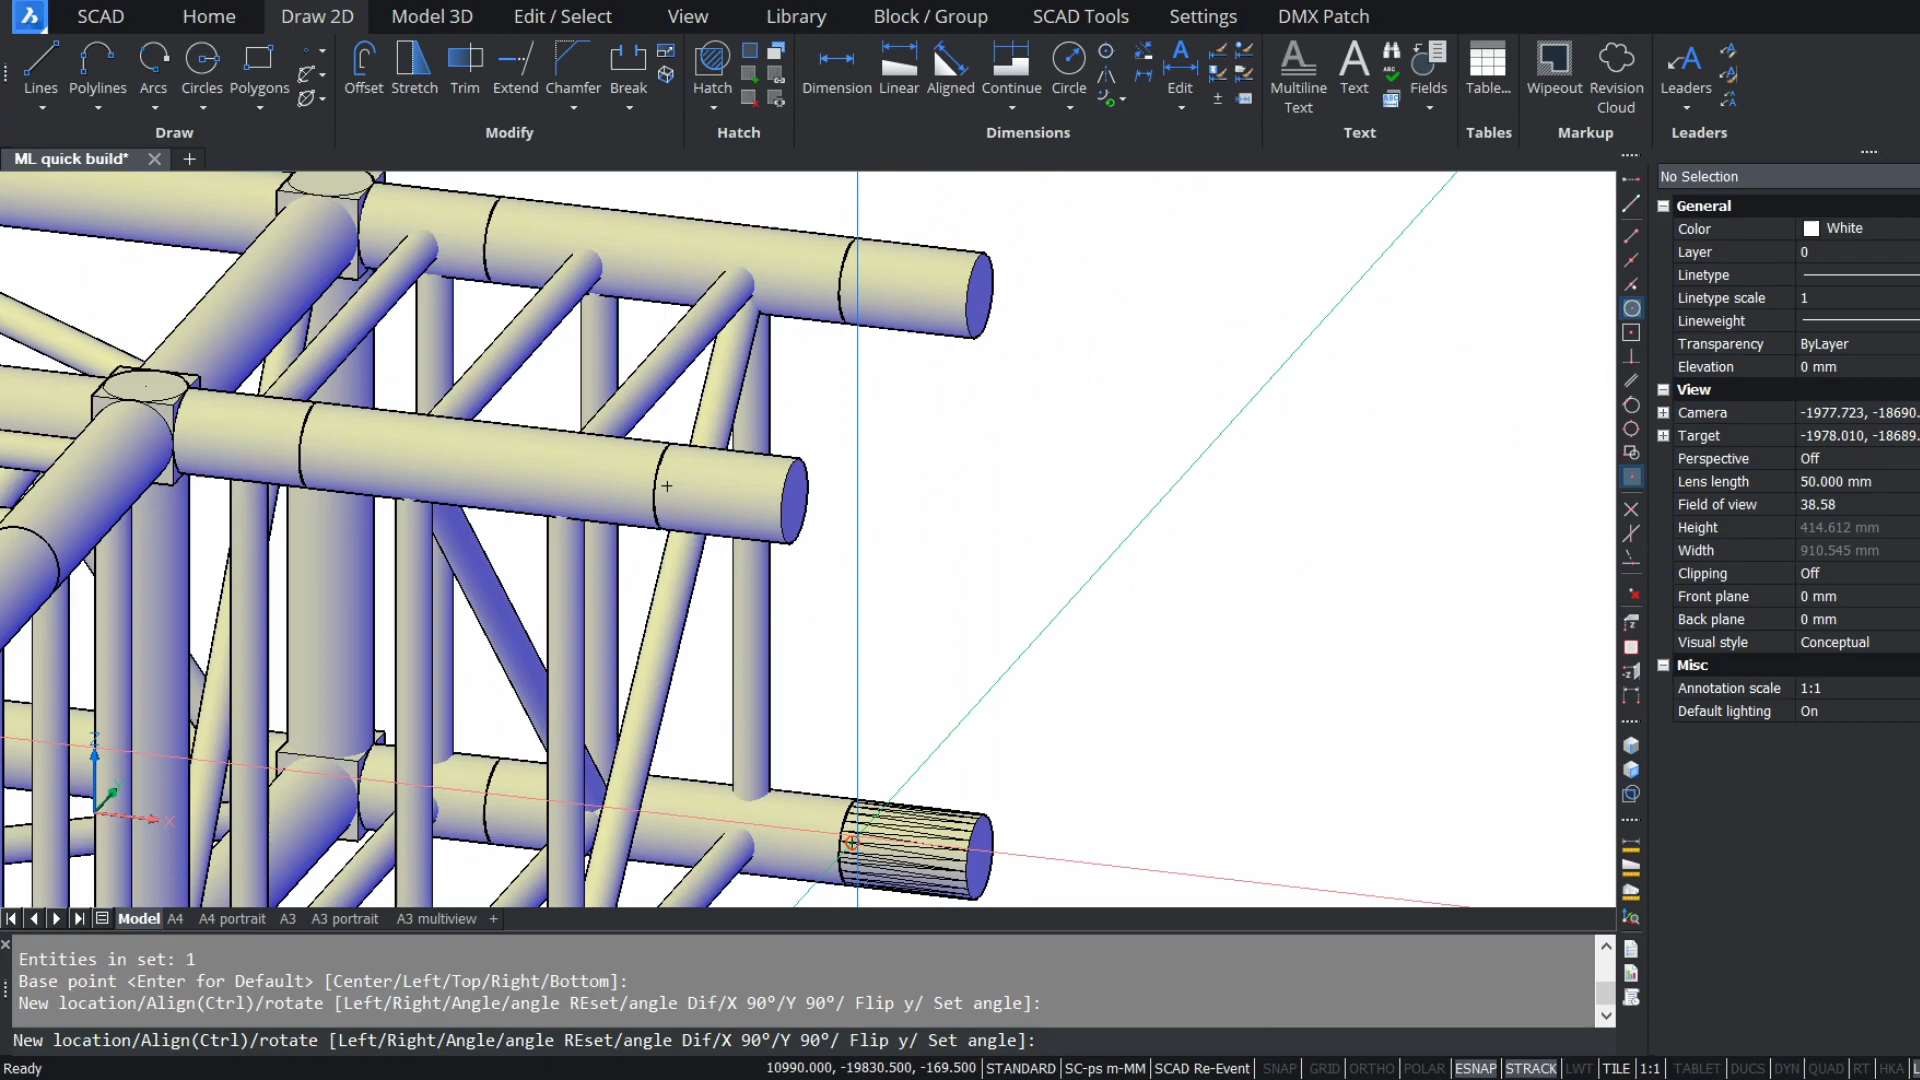 SCAD Home Draw 2D Model 3D Edit / Select View Library Block / Group SCAD Tools Settings DMX Patch
Lines Polylines Arcs Circles Polygons Offset Stretch Trim Extend Chamfer Break Hatch Dimension Linear Aligned Continue Circle Edit Multiline Text Text Fields Table... Wipeout Revision Cloud Leaders
Draw Modify Hatch Dimensions Text Tables Markup Leaders
ML quick build*
No Selection
General
Color White
Layer 0
Linetype
Linetype scale 1
Lineweight
Transparency ByLayer
Elevation 0 mm
View
Camera -1977.723, -18690.
Target -1978.010, -18689.
Perspective Off
Lens length 50.000 mm
Field of view 38.58
Height 414.612 mm
Width 910.545 mm
Clipping Off
Front plane 0 mm
Back plane 0 mm
Visual style Conceptual
Misc
Annotation scale 1:1
Default lighting On
Z
X
Model A4 A4 portrait A3 A3 portrait A3 multiview +
Entities in set: 1
Base point <Enter for Default> [Center/Left/Top/Right/Bottom]:
New location/Align(Ctrl)/rotate [Left/Right/Angle/angle REset/angle Dif/X 90º/Y 90º/ Flip y/ Set angle]:
New location/Align(Ctrl)/rotate [Left/Right/Angle/angle REset/angle Dif/X 90º/Y 90º/ Flip y/ Set angle]:
Ready 10990.000, -19830.500, -169.500 STANDARD SC-ps m-MM SCAD Re-Event SNAP GRID ORTHO POLAR ESNAP STRACK LWT TILE 1:1 TABLET DUCS DYN QUAD RT HKA